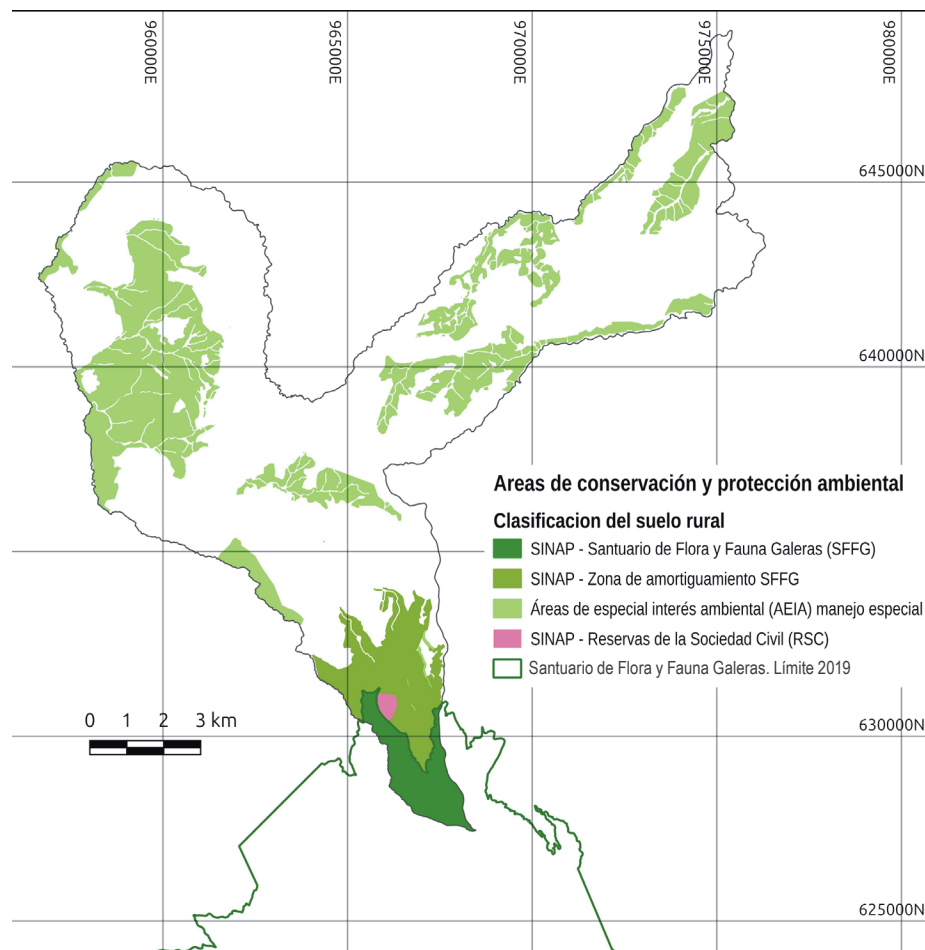 960000E
965000E
970000E
975000E
980000E
645000N
640000N
Areas de conservación y protección ambiental
Clasificacion del suelo rural
SINAP - Santuario de Flora y Fauna Galeras (SFFG)
SINAP - Zona de amortiguamiento SFFG
Áreas de especial interés ambiental (AEIA) manejo especial
SINAP - Reservas de la Sociedad Civil (RSC)
Santuario de Flora y Fauna Galeras. Límite 2019
0 1 2 3 km
630000N
625000N